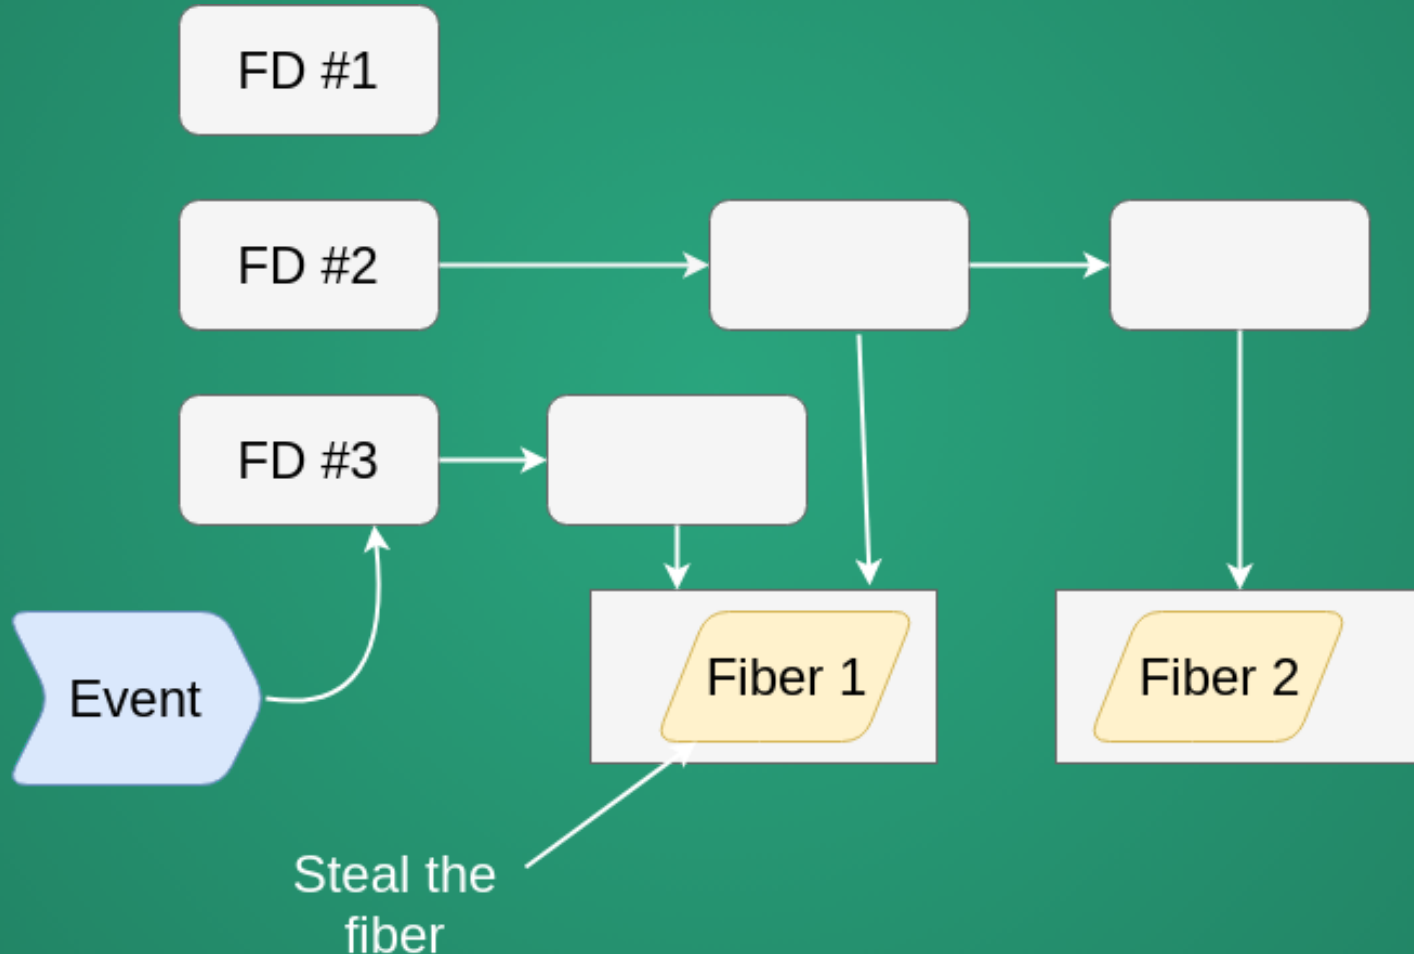 FD #1
FD #2
FD #3
Event
Fiber 1
Fiber 2
Steal the
fiber